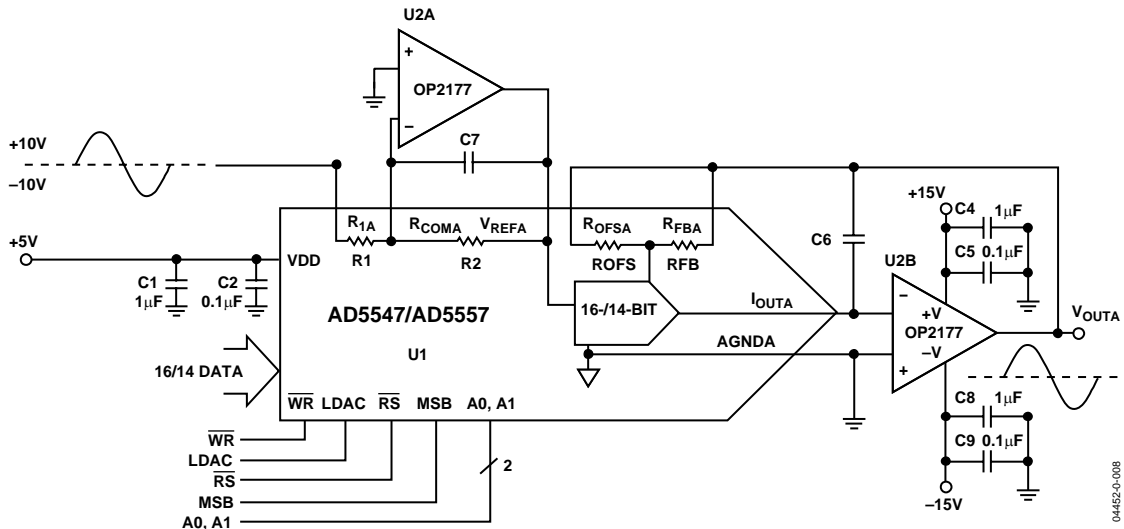 U2A
+
OP2177
−
+10V
−10V
C7
R1A
RCOMA
VREFA
R1
R2
ROFSA
RFBA
ROFS
RFB
C6
+15V
C4
1μF
C5
0.1μF
+5V
VDD
C1
1μF
C2
0.1μF
U2B
−
+V
OP2177
−V
+
VOUTA
16-/14-BIT
IOUTA
AGNDA
AD5547/AD5557
U1
16/14 DATA
WR LDAC RS MSB A0, A1
C8
1μF
C9
0.1μF
−15V
WR
LDAC
RS
MSB
A0, A1
2
04452-0-008